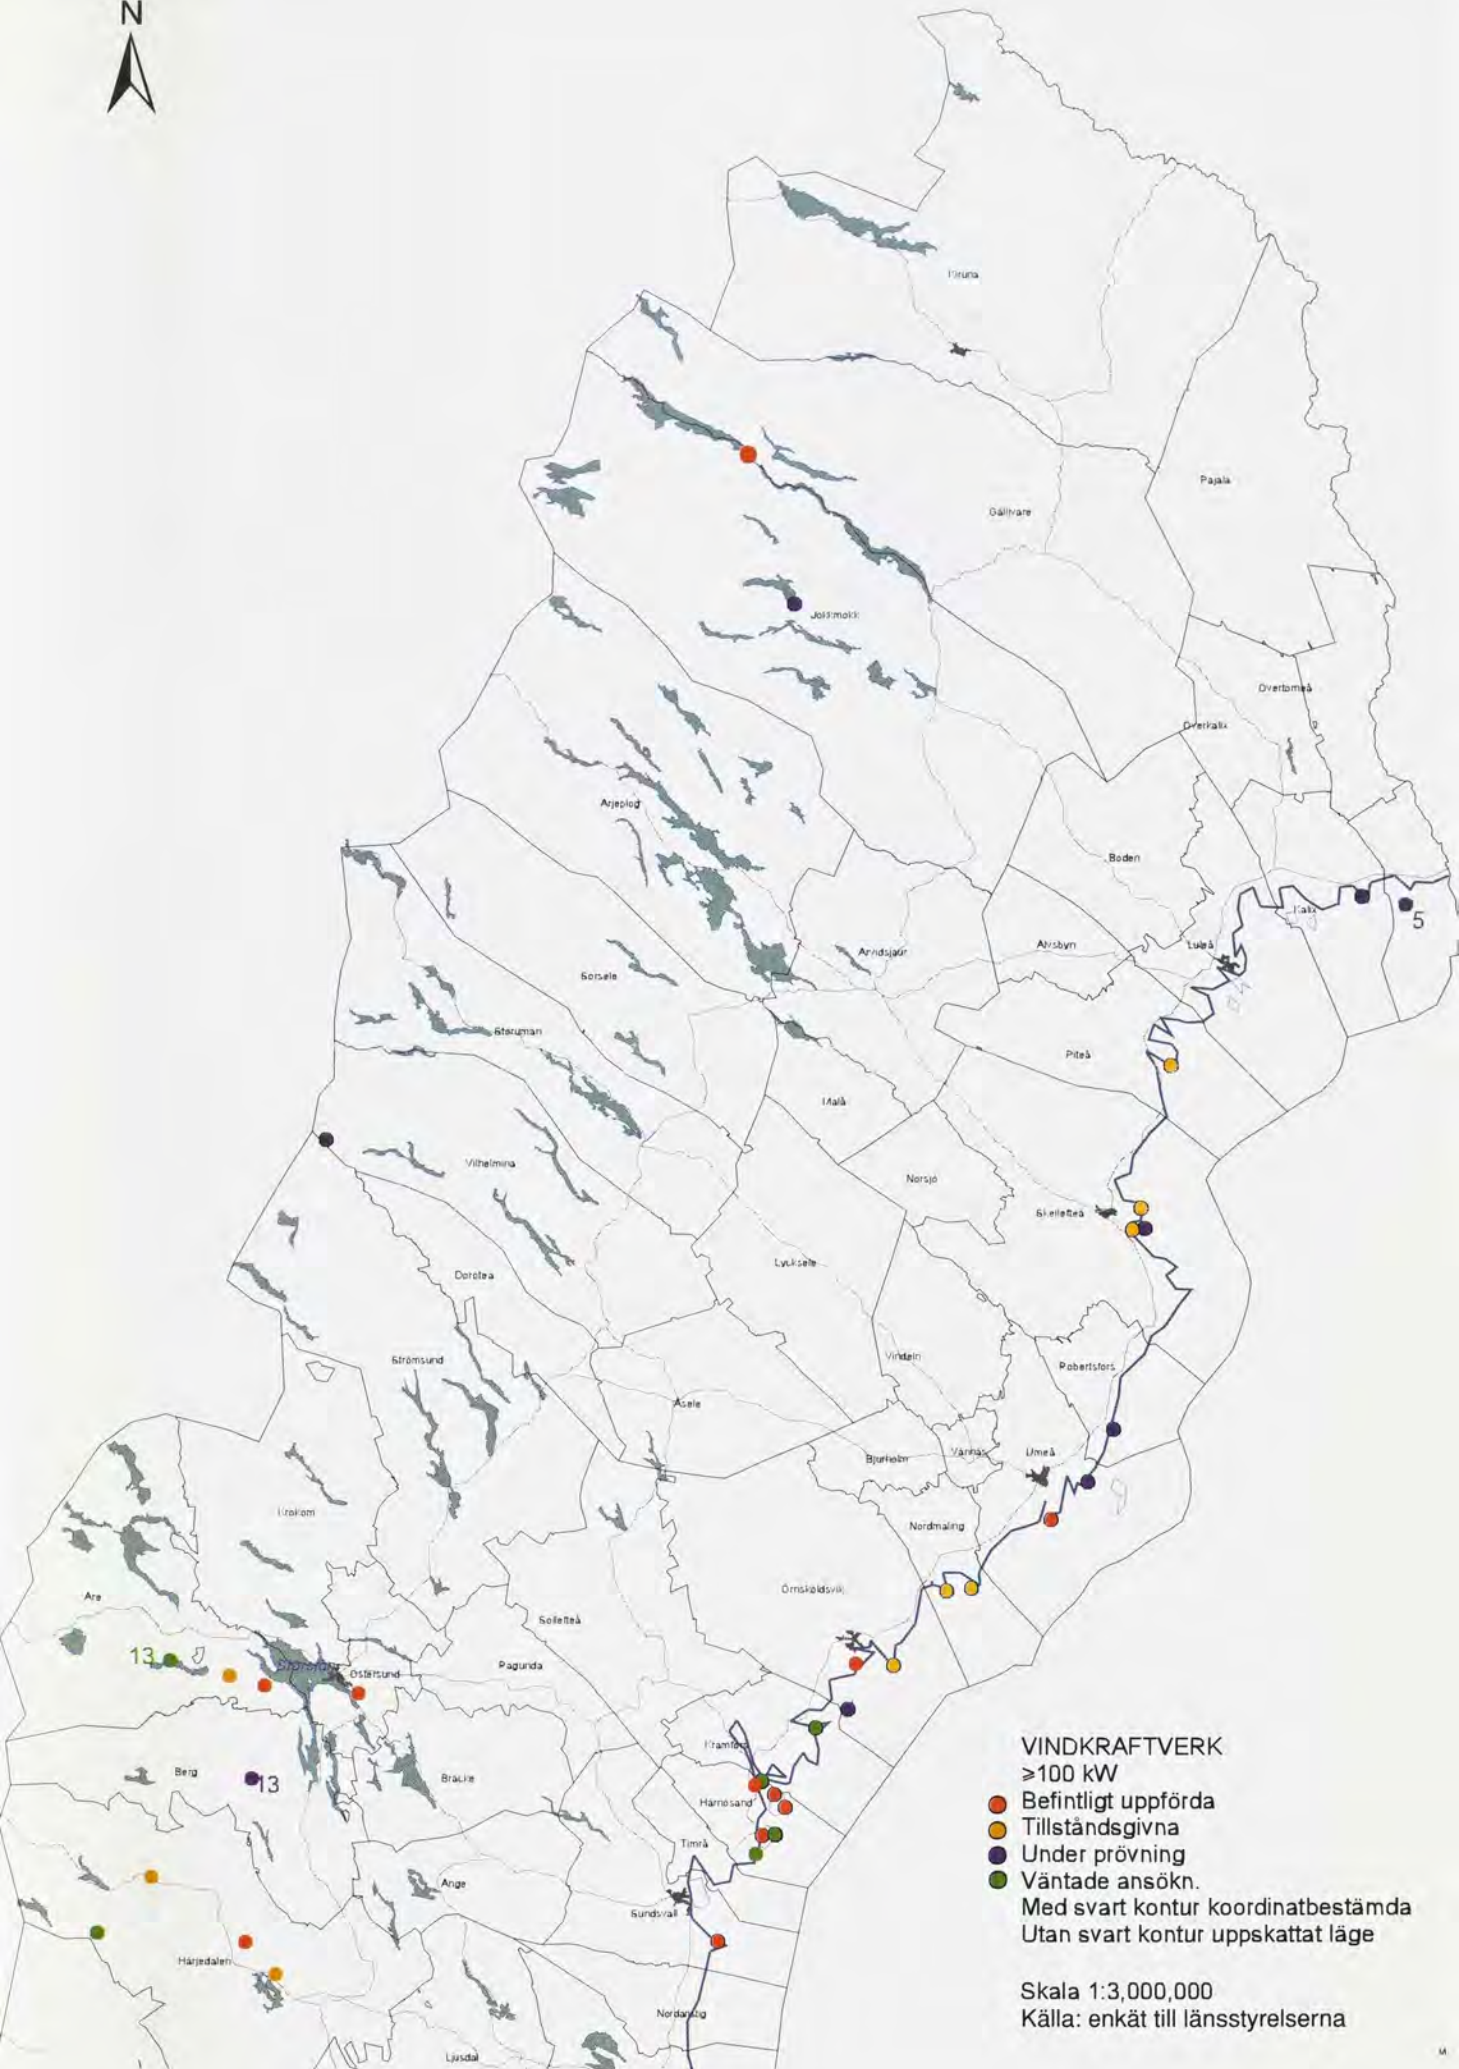 N
Kiruna
Pajala
Gällivare
Jokkmokk
Övertorneå
Överkalix
Arjeplog
Boden
Kalix
5
Luleå
Älvsbyn
Arvidsjaur
Sorsele
Storuman
Piteå
Malå
Vilhelmina
Norsjö
Skellefteå
Lycksele
Dorotea
Vindeln
Strömsund
Robertsfors
Åsele
Vännäs
Umeå
Bjurholm
Krokom
Nordmaling
Örnsköldsvik
Åre
Sollefteå
13
Storsjön
Östersund
Ragunda
Kramfors
Berg
13
Bräcke
Härnösand
Timrå
Ånge
Sundsvall
Härjedalen
Nordanstig
Ljusdal
VINDKRAFTVERK
≥100 kW
Befintligt uppförda
Tillståndsgivna
Under prövning
Väntade ansökn.
Med svart kontur koordinatbestämda
Utan svart kontur uppskattat läge
Skala 1:3,000,000
Källa: enkät till länsstyrelserna